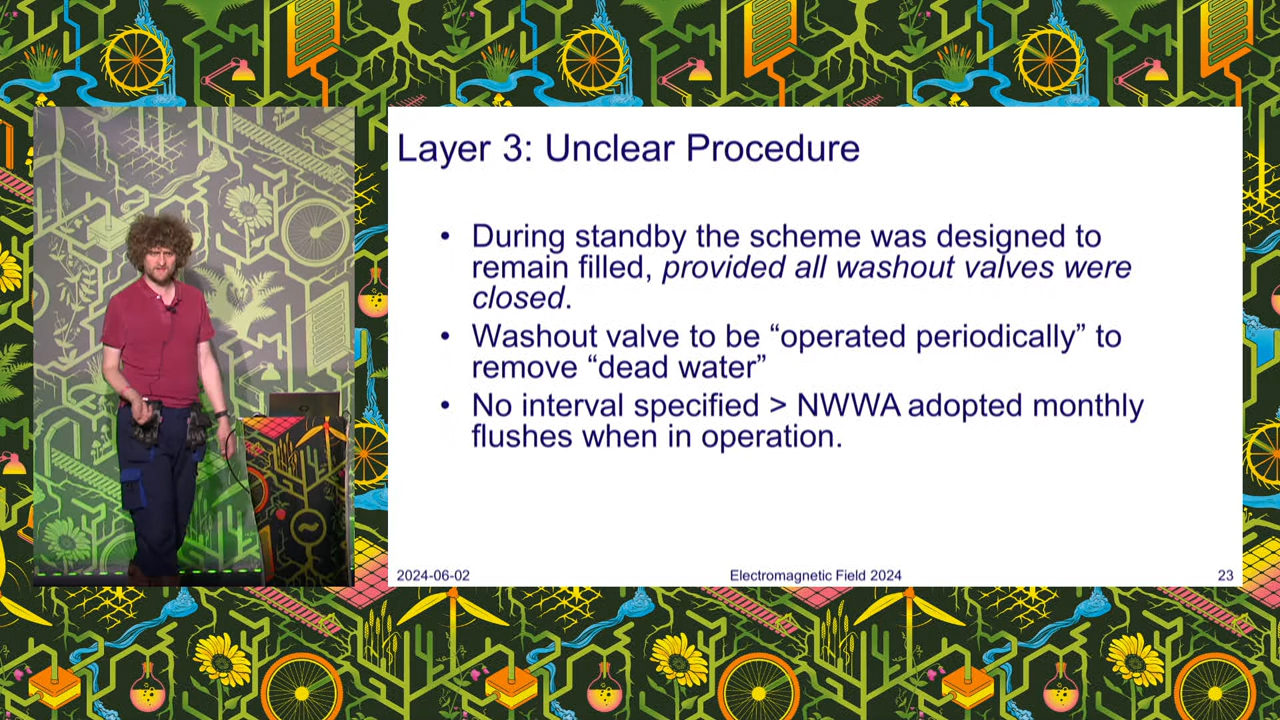 Layer 3: Unclear Procedure
• During standby the scheme was designed to
remain filled, provided all washout valves were
closed.
• Washout valve to be “operated periodically” to
remove “dead water”
• No interval specified > NWWA adopted monthly
flushes when in operation.
2024-06-02
Electromagnetic Field 2024
23